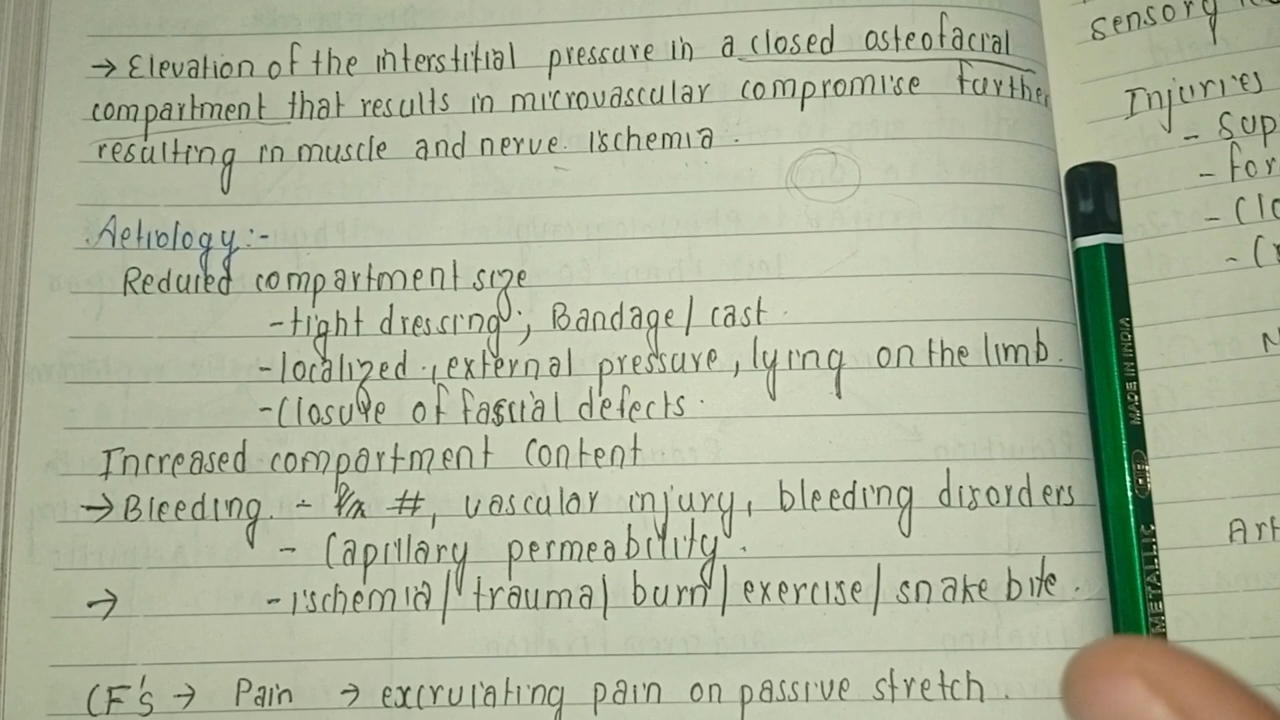 → Elevation of the interstitial pressure in a closed osteofacral
compartment that results in microvascular compromise further
resulting in muscle and nerve ischemia.
Aetiology:-
Reduced compartment size
- tight dressing; Bandage/cast.
- localized, external pressure, lying on the limb.
- Closure of fascial defects.
Increased compartment content
→ Bleeding - #, vascular injury, bleeding disorders
- Capillary permeability.
→ - ischemia/trauma/burn/exercise/snake bite.
CF's → Pain → excruiating pain on passive stretch.
sensory
Injuries
- Sup
- For
- Clo
Art
MADE IN INDIA
METALLIC